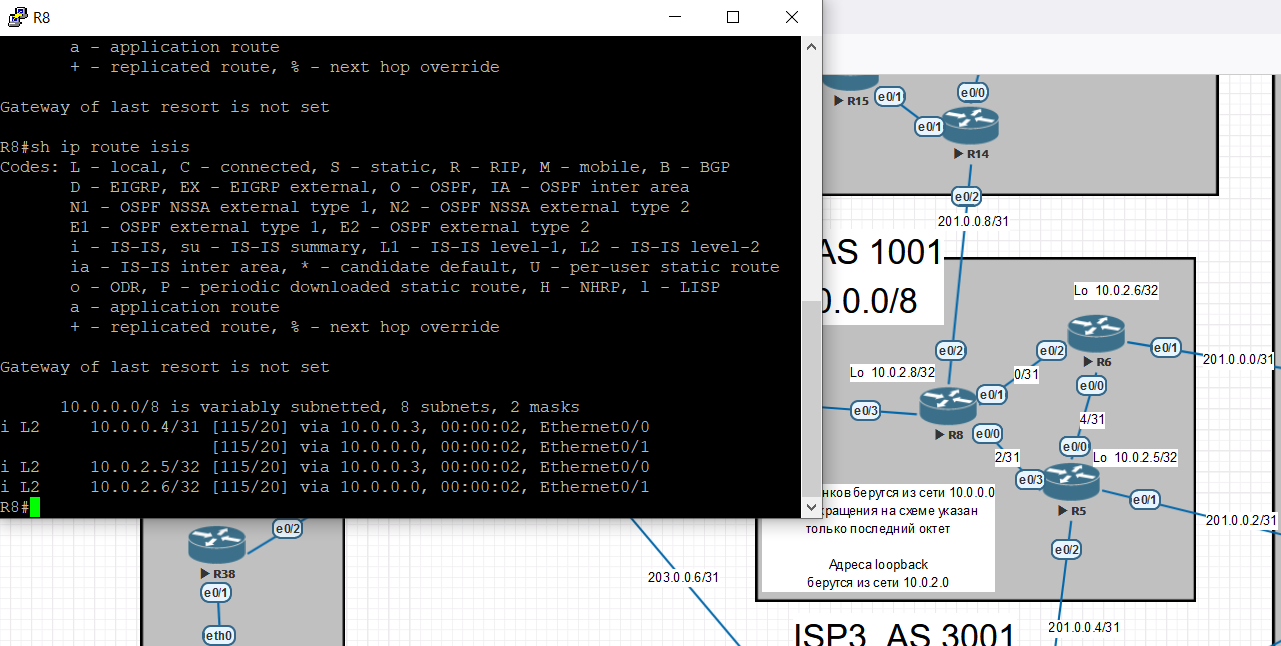 R8
a - application route
+ - replicated route, % - next hop override
Gateway of last resort is not set
R8#sh ip route isis
Codes: L - local, C - connected, S - static, R - RIP, M - mobile, B - BGP
D - EIGRP, EX - EIGRP external, O - OSPF, IA - OSPF inter area
N1 - OSPF NSSA external type 1, N2 - OSPF NSSA external type 2
E1 - OSPF external type 1, E2 - OSPF external type 2
i - IS-IS, su - IS-IS summary, L1 - IS-IS level-1, L2 - IS-IS level-2
ia - IS-IS inter area, * - candidate default, U - per-user static route
o - ODR, P - periodic downloaded static route, H - NHRP, l - LISP
a - application route
+ - replicated route, % - next hop override
Gateway of last resort is not set
10.0.0.0/8 is variably subnetted, 8 subnets, 2 masks
i L2 10.0.0.4/31 [115/20] via 10.0.0.3, 00:00:02, Ethernet0/0
[115/20] via 10.0.0.0, 00:00:02, Ethernet0/1
i L2 10.0.2.5/32 [115/20] via 10.0.0.3, 00:00:02, Ethernet0/0
i L2 10.0.2.6/32 [115/20] via 10.0.0.0, 00:00:02, Ethernet0/1
R8#
R15
e0/1
e0/0
e0/1
R14
e0/2
201.0.0.8/31
AS 1001
0.0.0/8
Lo 10.0.2.6/32
e0/2
e0/2
R6
e0/1
201.0.0.0/31
Lo 10.0.2.8/32
0/31
e0/0
e0/3
R8
e0/1
e0/0
4/31
e0/0
2/31
Lo 10.0.2.5/32
e0/3
R5
e0/1
201.0.0.2/31
e0/2
201.0.0.4/31
нков берутся из сети 10.0.0.0
кращения на схеме указан
только последний октет
Адреса loopback
берутся из сети 10.0.2.0
e0/2
R38
e0/1
eth0
203.0.0.6/31
ISP3 AS 3001